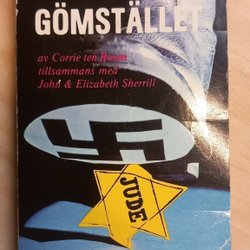 GÖMSTÄLLET
av Corrie ten Boom
tillsammans med
John & Elizabeth Sherrill
JUDE